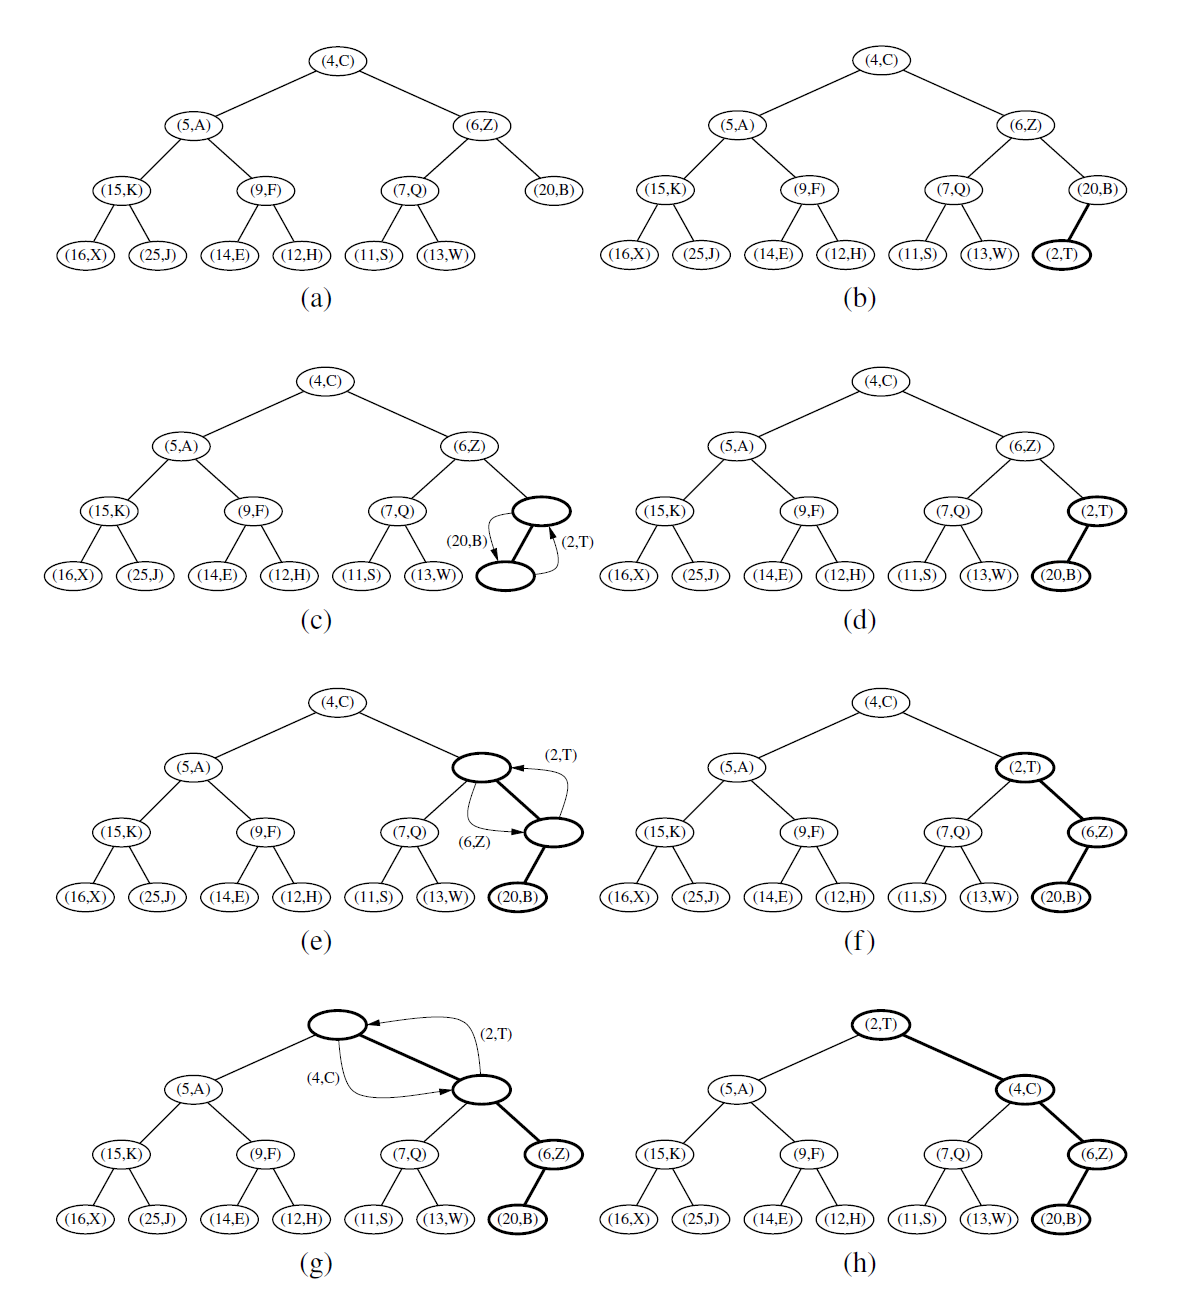 (4,C) (4,C)
(5,A) (6,Z) (5,A) (6,Z)
(15,K) (9,F) (7,Q) (20,B) (15,K) (9,F) (7,Q) (20,B)
(16,X) (25,J) (14,E) (12,H) (11,S) (13,W) (16,X) (25,J) (14,E) (12,H) (11,S) (13,W) (2,T)
(a) (b)
(4,C) (4,C)
(5,A) (6,Z) (5,A) (6,Z)
(15,K) (9,F) (7,Q) (15,K) (9,F) (7,Q) (2,T)
(20,B) (2,T)
(16,X) (25,J) (14,E) (12,H) (11,S) (13,W) (16,X) (25,J) (14,E) (12,H) (11,S) (13,W) (20,B)
(c) (d)
(4,C) (4,C)
(2,T)
(5,A) (5,A) (2,T)
(15,K) (9,F) (7,Q) (15,K) (9,F) (7,Q) (6,Z)
(6,Z)
(16,X) (25,J) (14,E) (12,H) (11,S) (13,W) (20,B) (16,X) (25,J) (14,E) (12,H) (11,S) (13,W) (20,B)
(e) (f)
(2,T)
(2,T)
(4,C)
(5,A) (5,A) (4,C)
(15,K) (9,F) (7,Q) (6,Z) (15,K) (9,F) (7,Q) (6,Z)
(16,X) (25,J) (14,E) (12,H) (11,S) (13,W) (20,B) (16,X) (25,J) (14,E) (12,H) (11,S) (13,W) (20,B)
(g) (h)